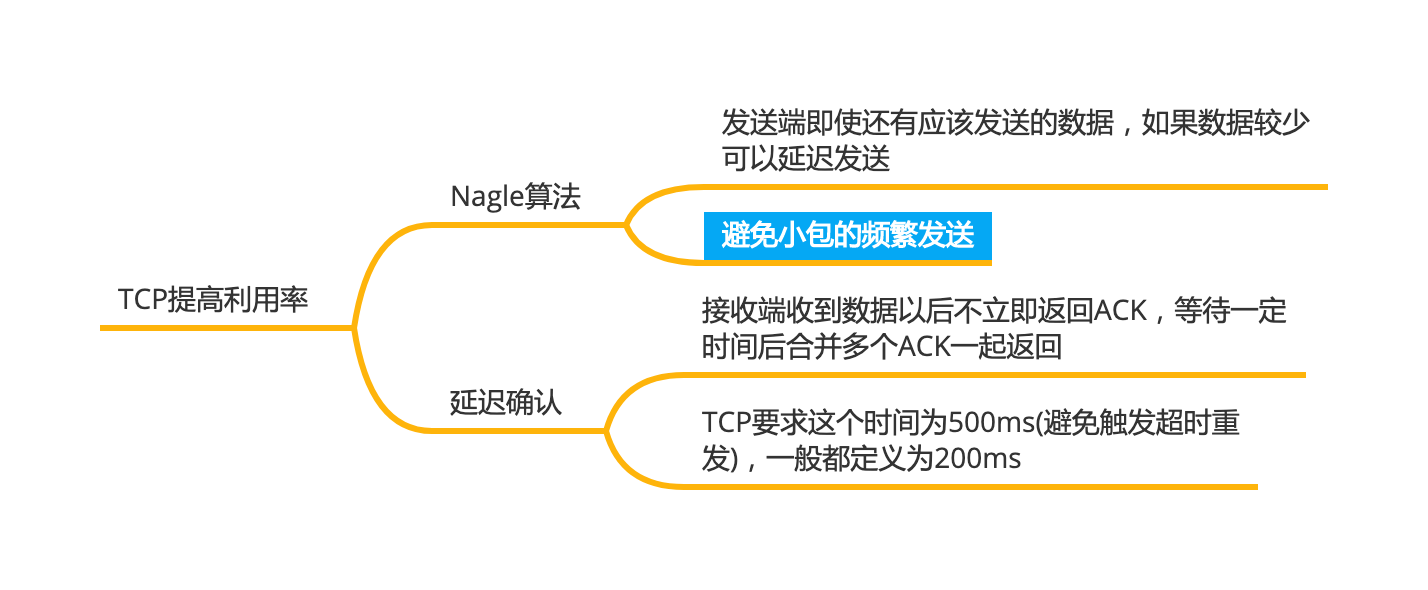 TCP提高利用率
Nagle算法
发送端即使还有应该发送的数据，如果数据较少
可以延迟发送
避免小包的频繁发送
延迟确认
接收端收到数据以后不立即返回ACK，等待一定
时间后合并多个ACK一起返回
TCP要求这个时间为500ms(避免触发超时重
发)，一般都定义为200ms